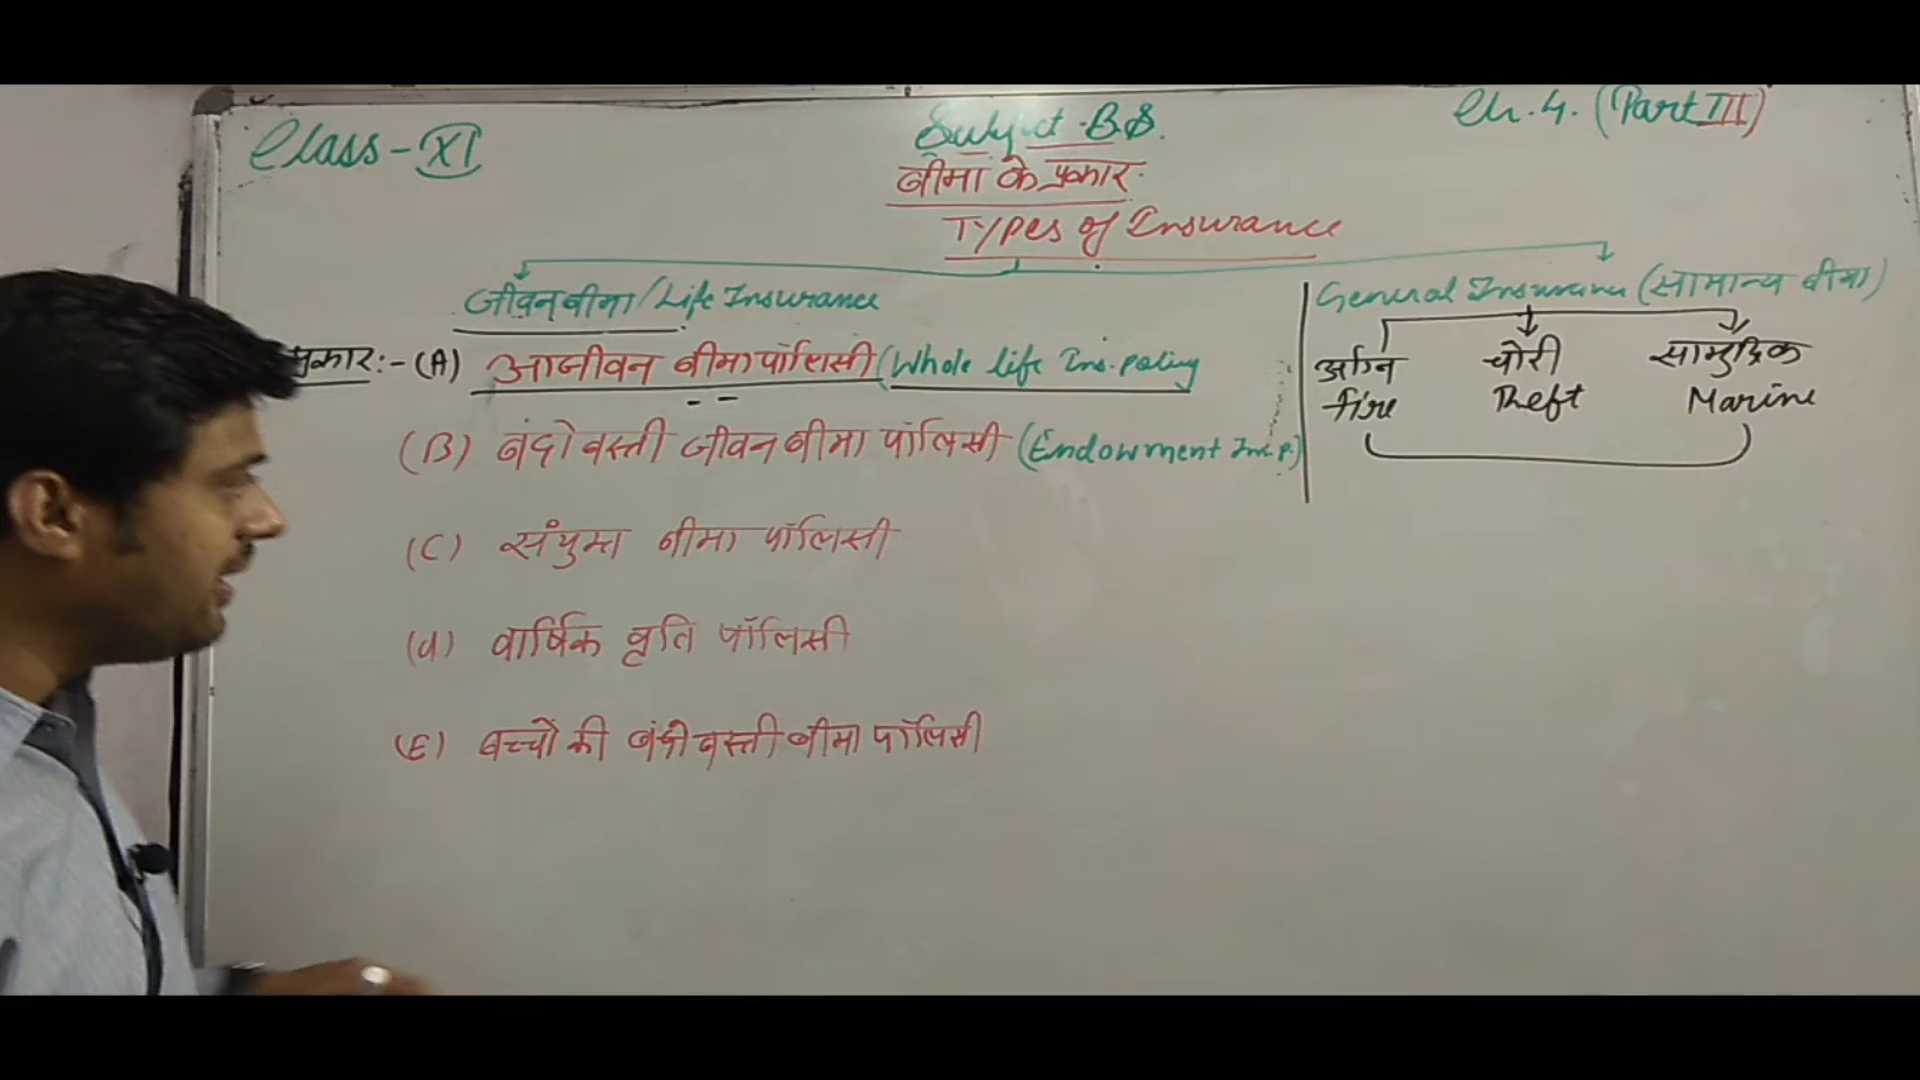 Class - XI
Subject - B.S.
Ch. 4. (Part III)
बीमा के प्रकार
Types of Insurance
जीवन बीमा / Life Insurance
General Insurance (सामान्य बीमा)
प्रकार :- (A) आजीवन बीमा पॉलिसी (Whole life Ins. policy
अग्नि चोरी सामुद्रिक
fire Theft Marine
(B) बंदोबस्ती जीवन बीमा पॉलिसी (Endowment Ins. P.)
(C) संयुक्त बीमा पॉलिसी
(d) वार्षिक वृति पॉलिसी
(E) बच्चों की बंदोबस्ती बीमा पॉलिसी